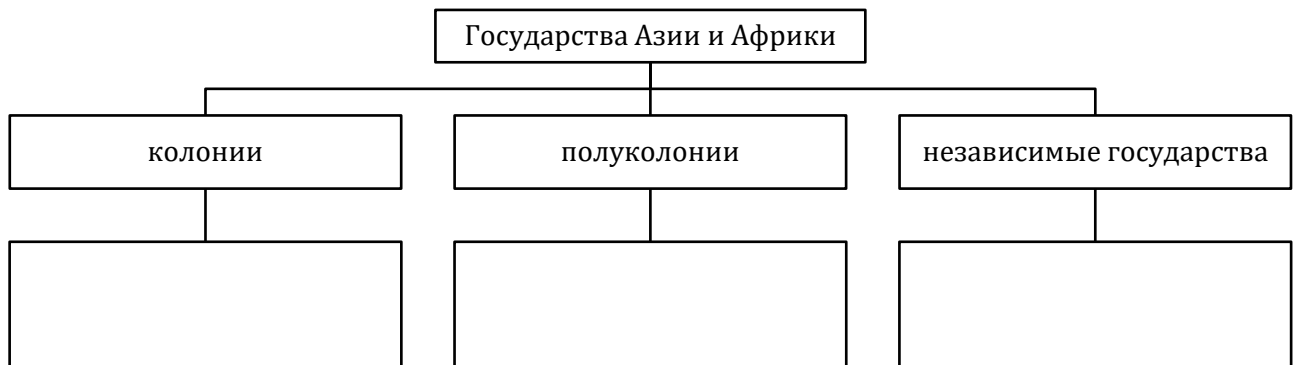 Государства Азии и Африки
колонии
полуколонии
независимые государства